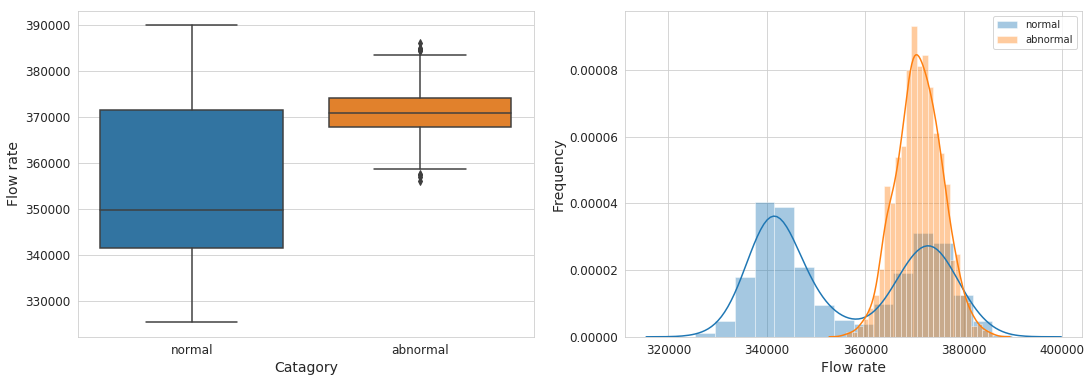 390000
380000
370000
360000
350000
340000
330000
Flow rate
normal
abnormal
Catagory
normal
abnormal
0.00008
0.00006
0.00004
0.00002
0.00000
Frequency
320000
340000
360000
380000
400000
Flow rate